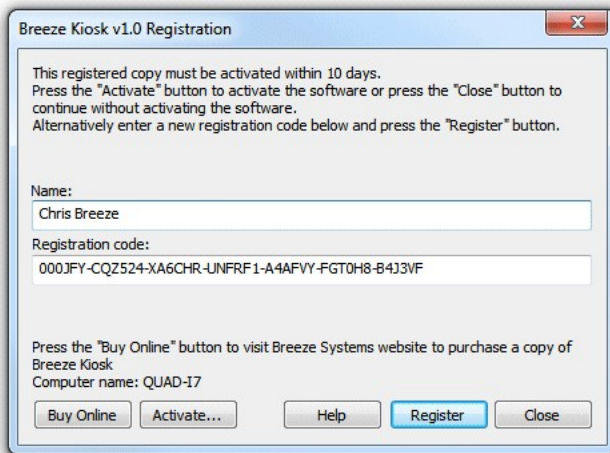 Breeze Kiosk v1.0 Registration
This registered copy must be activated within 10 days.
Press the "Activate" button to activate the software or press the "Close" button to
continue without activating the software.
Alternatively enter a new registration code below and press the "Register" button.
Name:
Chris Breeze
Registration code:
000JFY-CQZ524-XA6CHR-UNFRF1-A4AFVY-FGT0H8-B4J3VF
Press the "Buy Online" button to visit Breeze Systems website to purchase a copy of
Breeze Kiosk
Computer name: QUAD-I7
Buy Online Activate... Help Register Close